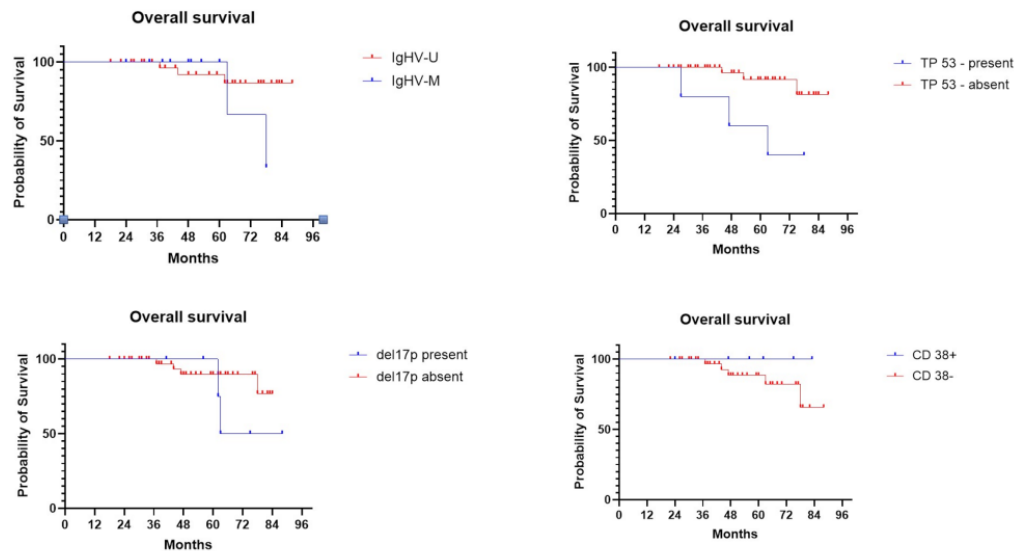 Overall survival
Probability of Survival
100
50
0
0 12 24 36 48 60 72 84 96
Months
IgHV-U
IgHV-M
Overall survival
Probability of Survival
100
50
0
0 12 24 36 48 60 72 84 96
Months
TP 53 - present
TP 53 - absent
Overall survival
Probability of Survival
100
50
0
0 12 24 36 48 60 72 84 96
Months
del17p present
del17p absent
Overall survival
Probability of Survival
100
50
0
0 12 24 36 48 60 72 84 96
Months
CD 38+
CD 38-